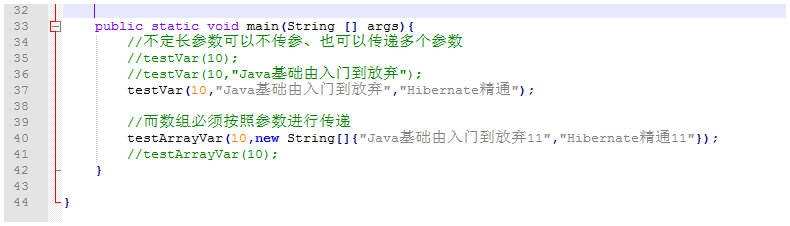 32
33 public static void main(String [] args){
34 //不定长参数可以不传参、也可以传递多个参数
35 //testVar(10);
36 //testVar(10,"Java基础由入门到放弃");
37 testVar(10,"Java基础由入门到放弃","Hibernate精通");
38
39 //而数组必须按照参数进行传递
40 testArrayVar(10,new String[]{"Java基础由入门到放弃11","Hibernate精通11"});
41 //testArrayVar(10);
42 }
43
44 }